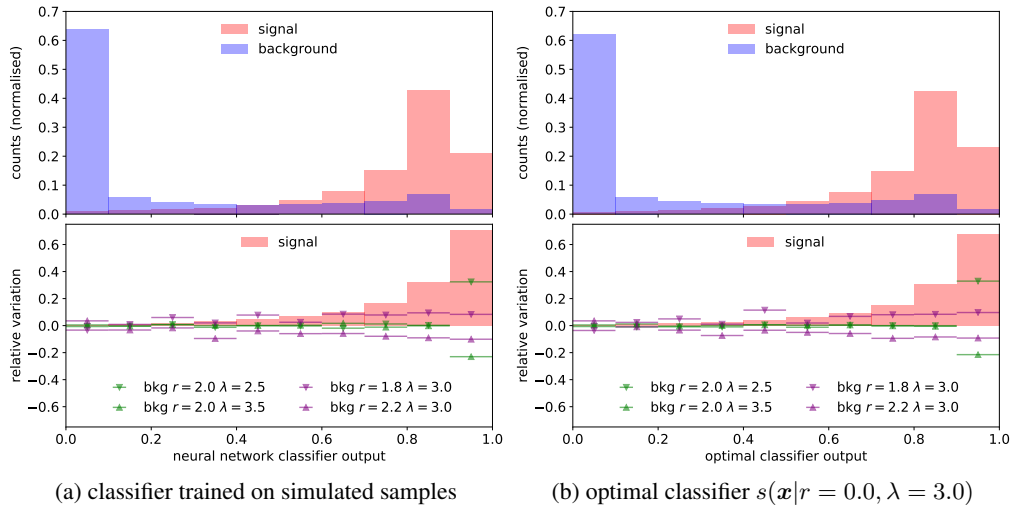 signal
background
counts (normalised)
0.7
0.6
0.5
0.4
0.3
0.2
0.1
0.0
signal
relative variation
0.6
0.4
0.2
0.0
−0.2
−0.4
−0.6
bkg r = 2.0 λ = 2.5
bkg r = 2.0 λ = 3.5
bkg r = 1.8 λ = 3.0
bkg r = 2.2 λ = 3.0
0.0 0.2 0.4 0.6 0.8 1.0
neural network classifier output
(a) classifier trained on simulated samples
signal
background
counts (normalised)
0.7
0.6
0.5
0.4
0.3
0.2
0.1
0.0
signal
relative variation
0.6
0.4
0.2
0.0
−0.2
−0.4
−0.6
bkg r = 2.0 λ = 2.5
bkg r = 2.0 λ = 3.5
bkg r = 1.8 λ = 3.0
bkg r = 2.2 λ = 3.0
0.0 0.2 0.4 0.6 0.8 1.0
optimal classifier output
(b) optimal classifier s(x|r = 0.0, λ = 3.0)